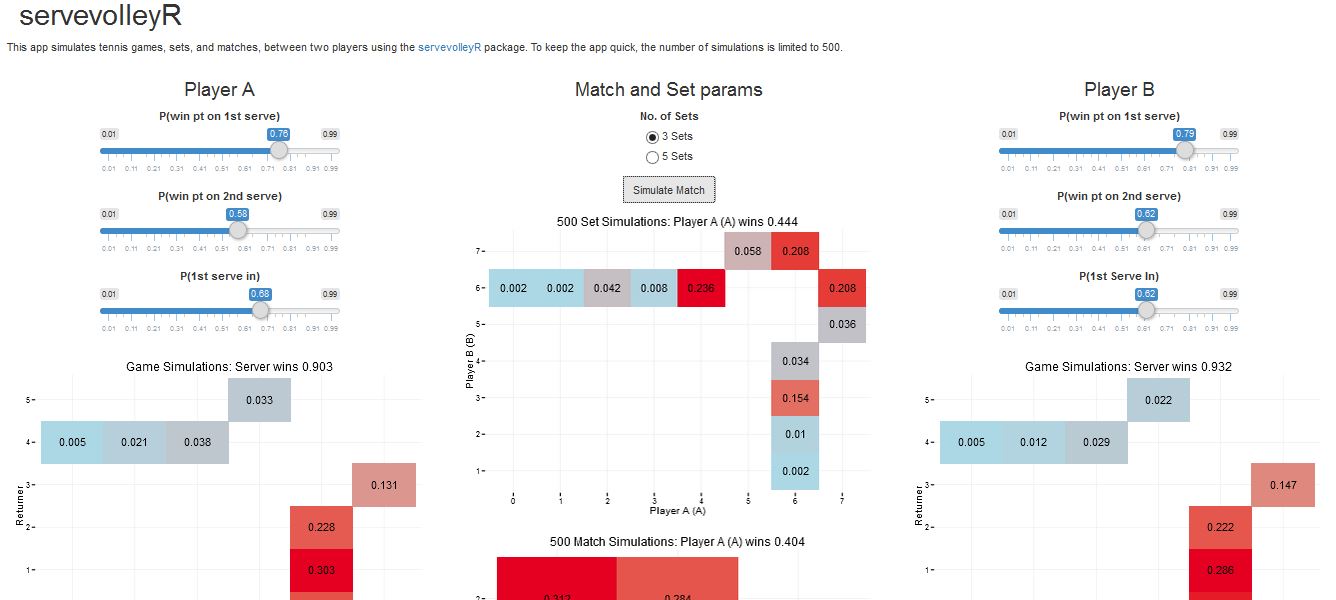 servevolleyR
This app simulates tennis games, sets, and matches, between two players using the servevolleyR package. To keep the app quick, the number of simulations is limited to 500.
Player A
P(win pt on 1st serve)
0.01 0.76 0.99
0.01 0.11 0.21 0.31 0.41 0.51 0.61 0.71 0.81 0.91 0.99
P(win pt on 2nd serve)
0.01 0.58 0.99
0.01 0.11 0.21 0.31 0.41 0.51 0.61 0.71 0.81 0.91 0.99
P(1st serve in)
0.01 0.68 0.99
0.01 0.11 0.21 0.31 0.41 0.51 0.61 0.71 0.81 0.91 0.99
Game Simulations: Server wins 0.903
5
0.033
4
0.005 0.021 0.038
3
0.131
2
0.228
1
0.303
Returner
Match and Set params
No. of Sets
3 Sets
5 Sets
Simulate Match
500 Set Simulations: Player A (A) wins 0.444
7
0.058 0.208
6
0.002 0.002 0.042 0.008 0.236 0.208
5
0.036
4
0.034
3
0.154
2
0.01
1
0.002
Player B (B)
0 1 2 3 4 5 6 7
Player A (A)
500 Match Simulations: Player A (A) wins 0.404
2
0.312 0.284
Player B
P(win pt on 1st serve)
0.01 0.79 0.99
0.01 0.11 0.21 0.31 0.41 0.51 0.61 0.71 0.81 0.91 0.99
P(win pt on 2nd serve)
0.01 0.62 0.99
0.01 0.11 0.21 0.31 0.41 0.51 0.61 0.71 0.81 0.91 0.99
P(1st Serve In)
0.01 0.62 0.99
0.01 0.11 0.21 0.31 0.41 0.51 0.61 0.71 0.81 0.91 0.99
Game Simulations: Server wins 0.932
5
0.022
4
0.005 0.012 0.029
3
0.147
2
0.222
1
0.286
Returner